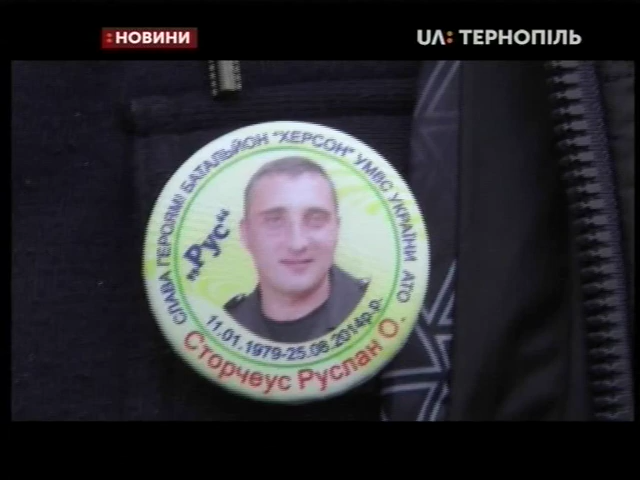 :НОВИНИ
UA: ТЕРНОПІЛЬ
СЛАВА ГЕРОЯМ! БАТАЛЬЙОН "ХЕРСОН" УМВС УКРАЇНИ АТО
„Рус“
11.01.1979-25.08.2014р.р.
Сторчеус Руслан О.